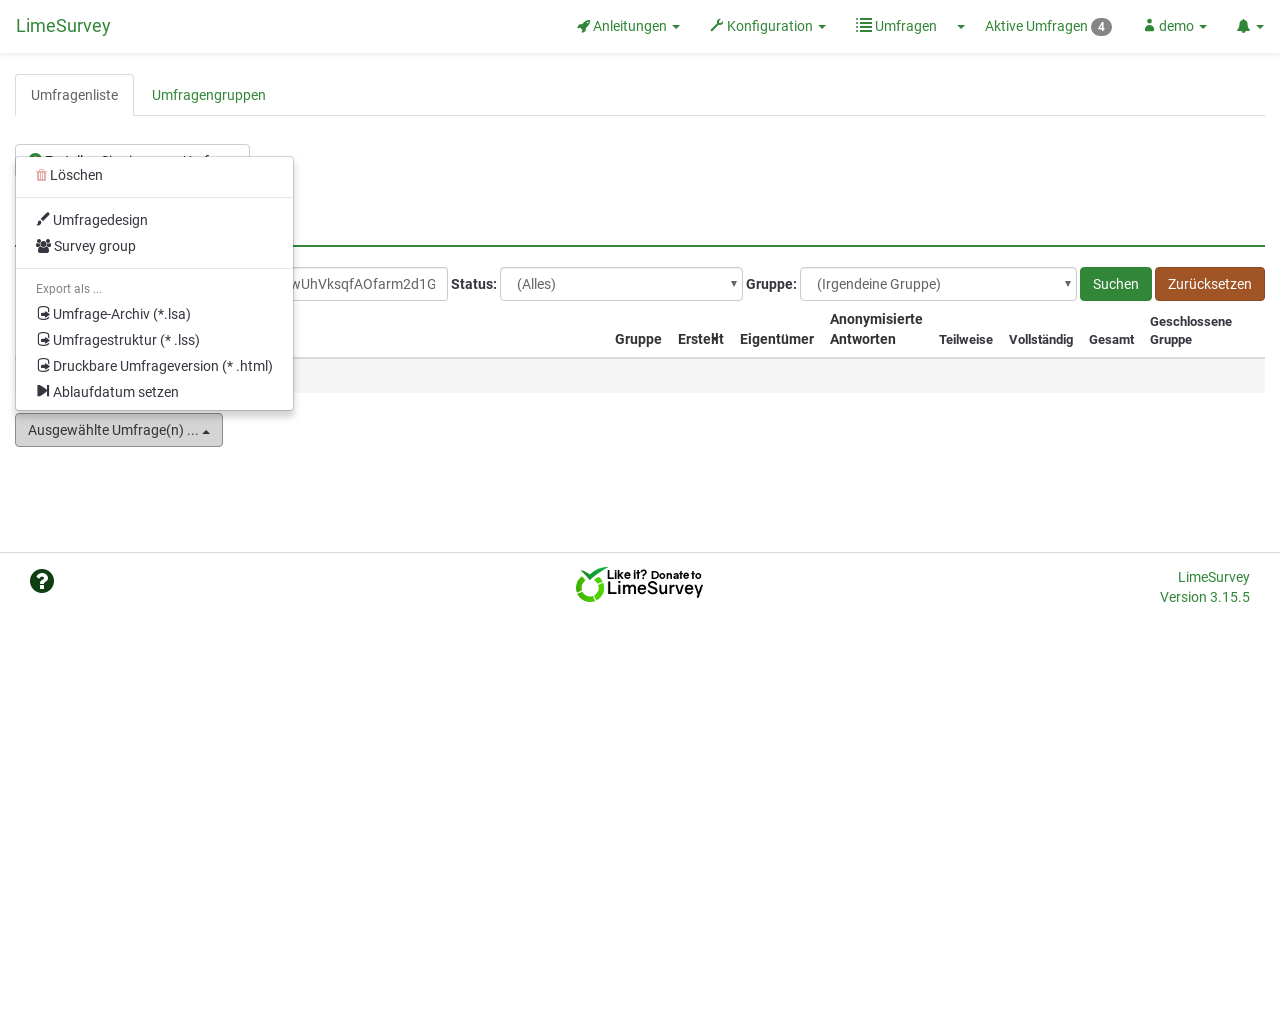 LimeSurvey
Anleitungen
Konfiguration
Umfragen
Aktive Umfragen 4
demo
Umfragenliste
Umfragengruppen
Löschen
Umfragedesign
Survey group
Export als ...
Umfrage-Archiv (*.lsa)
Umfragestruktur (* .lss)
Druckbare Umfrageversion (* .html)
Ablaufdatum setzen
wUhVksqfAOfarm2d1G
Status:
(Alles)
Gruppe:
(Irgendeine Gruppe)
Suchen
Zurücksetzen
Gruppe
Erstellt
Eigentümer
Anonymisierte
Antworten
Teilweise
Vollständig
Gesamt
Geschlossene
Gruppe
Ausgewählte Umfrage(n) ...
Like it? Donate to
LimeSurvey
LimeSurvey
Version 3.15.5